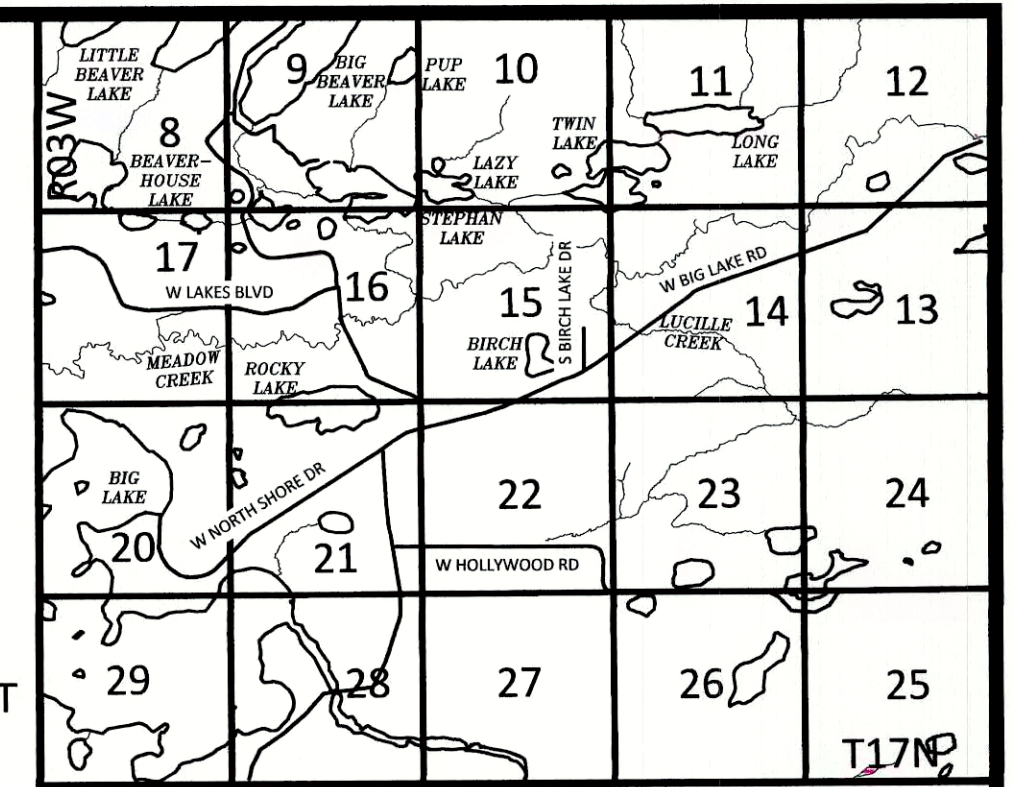 LITTLE
BEAVER
LAKE
9
BIG
BEAVER
LAKE
PUP
LAKE
10
11
12
R03W
8
BEAVER-
HOUSE
LAKE
TWIN
LAKE
LONG
LAKE
LAZY
LAKE
STEPHAN
LAKE
17
W LAKES BLVD
16
15
S BIRCH LAKE DR
W BIG LAKE RD
14
13
BIRCH
LAKE
LUCILLE
CREEK
MEADOW
CREEK
ROCKY
LAKE
BIG
LAKE
W NORTH SHORE DR
22
23
24
20
21
W HOLLYWOOD RD
29
28
27
26
25
T
T17N